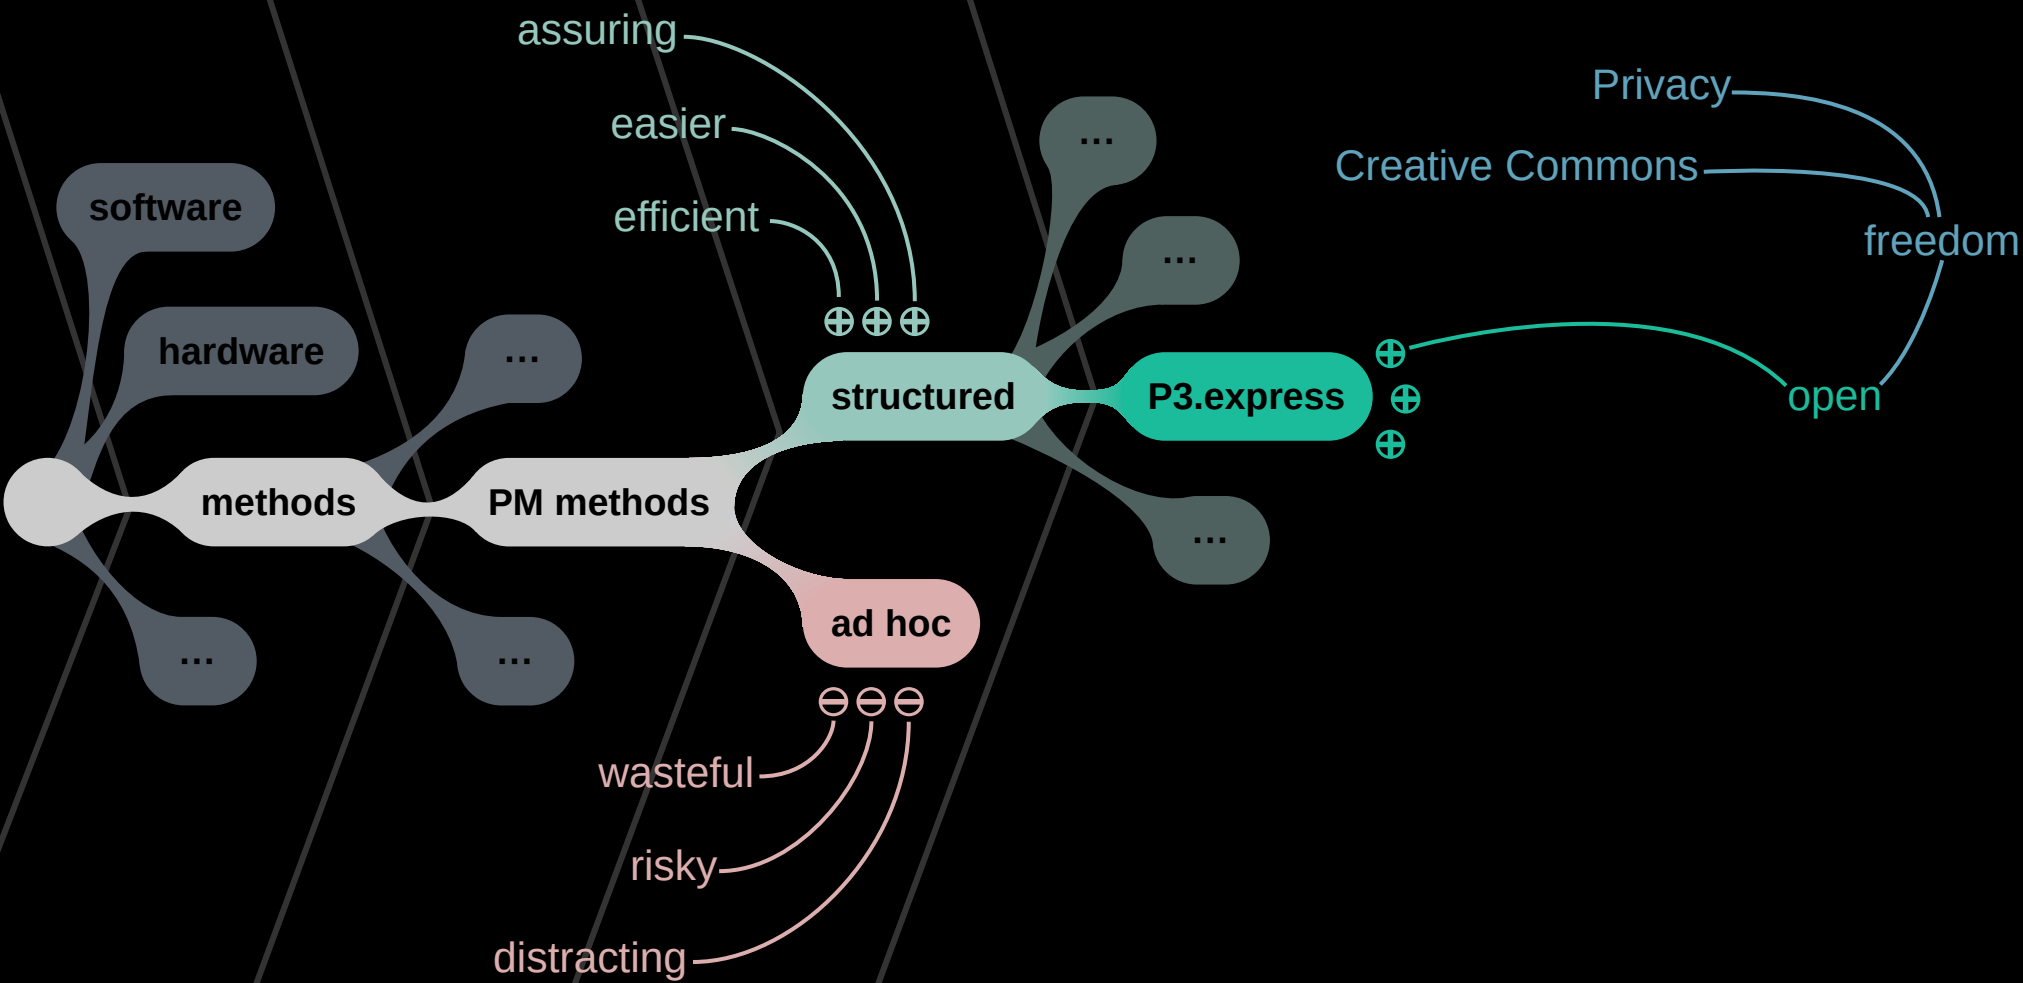 assuring
easier
efficient
Privacy
Creative Commons
freedom
open
...
...
software
hardware
...
structured
P3.express
methods
PM methods
...
ad hoc
...
...
wasteful
risky
distracting